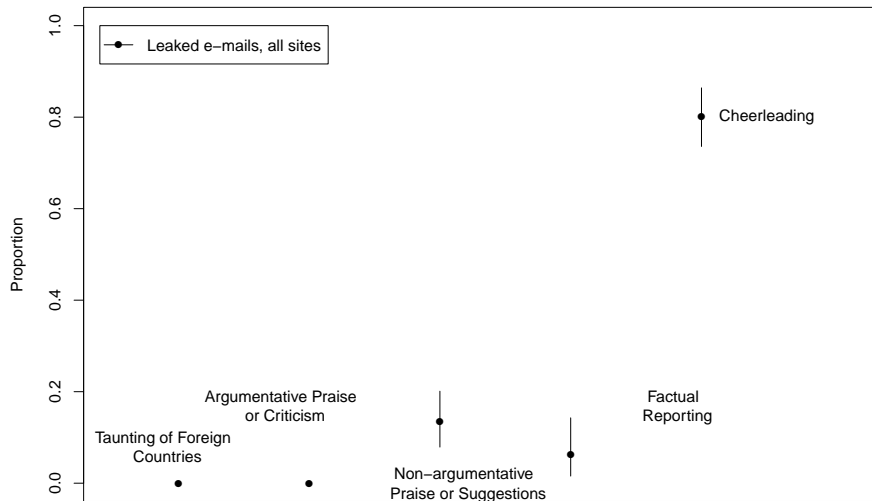 1.0
Leaked e−mails, all sites
0.8
Cheerleading
0.6
Proportion
0.4
Argumentative Praise
or Criticism
Factual
Reporting
0.2
Taunting of Foreign
Countries
Non−argumentative
Praise or Suggestions
0.0